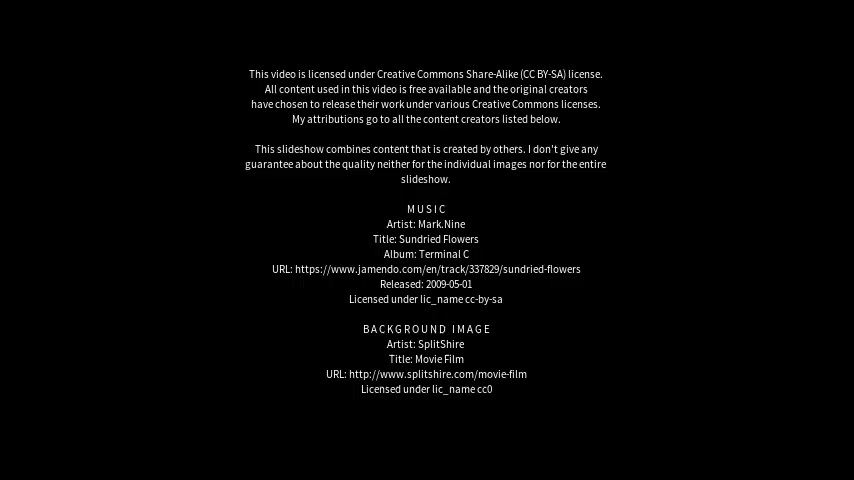 This video is licensed under Creative Commons Share-Alike (CC BY-SA) license.
All content used in this video is free available and the original creators
have chosen to release their work under various Creative Commons licenses.
My attributions go to all the content creators listed below.
This slideshow combines content that is created by others. I don't give any
guarantee about the quality neither for the individual images nor for the entire
slideshow.
MUSIC
Artist: Mark.Nine
Title: Sundried Flowers
Album: Terminal C
URL: https://www.jamendo.com/en/track/337829/sundried-flowers
Released: 2009-05-01
Licensed under lic_name cc-by-sa
BACKGROUND IMAGE
Artist: SplitShire
Title: Movie Film
URL: http://www.splitshire.com/movie-film
Licensed under lic_name cc0